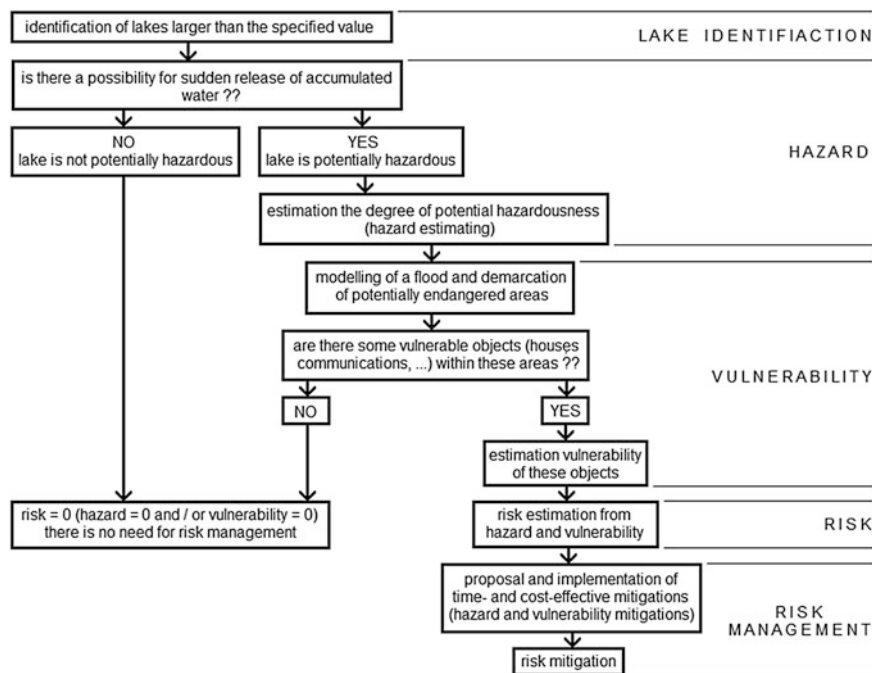 identification of lakes larger than the specified value
LAKE IDENTIFIACTION
is there a possibility for sudden release of accumulated
water ??
NO
lake is not potentially hazardous
YES
lake is potentially hazardous
HAZARD
estimation the degree of potential hazardousness
(hazard estimating)
modelling of a flood and demarcation
of potentially endangered areas
are there some vulnerable objects (houses
communications, ...) within these areas ??
VULNERABILITY
NO
YES
estimation vulnerability
of these objects
risk = 0 (hazard = 0 and / or vulnerability = 0)
there is no need for risk management
risk estimation from
hazard and vulnerability
RISK
proposal and implementation of
time- and cost-effective mitigations
(hazard and vulnerability mitigations)
RISK
MANAGEMENT
risk mitigation